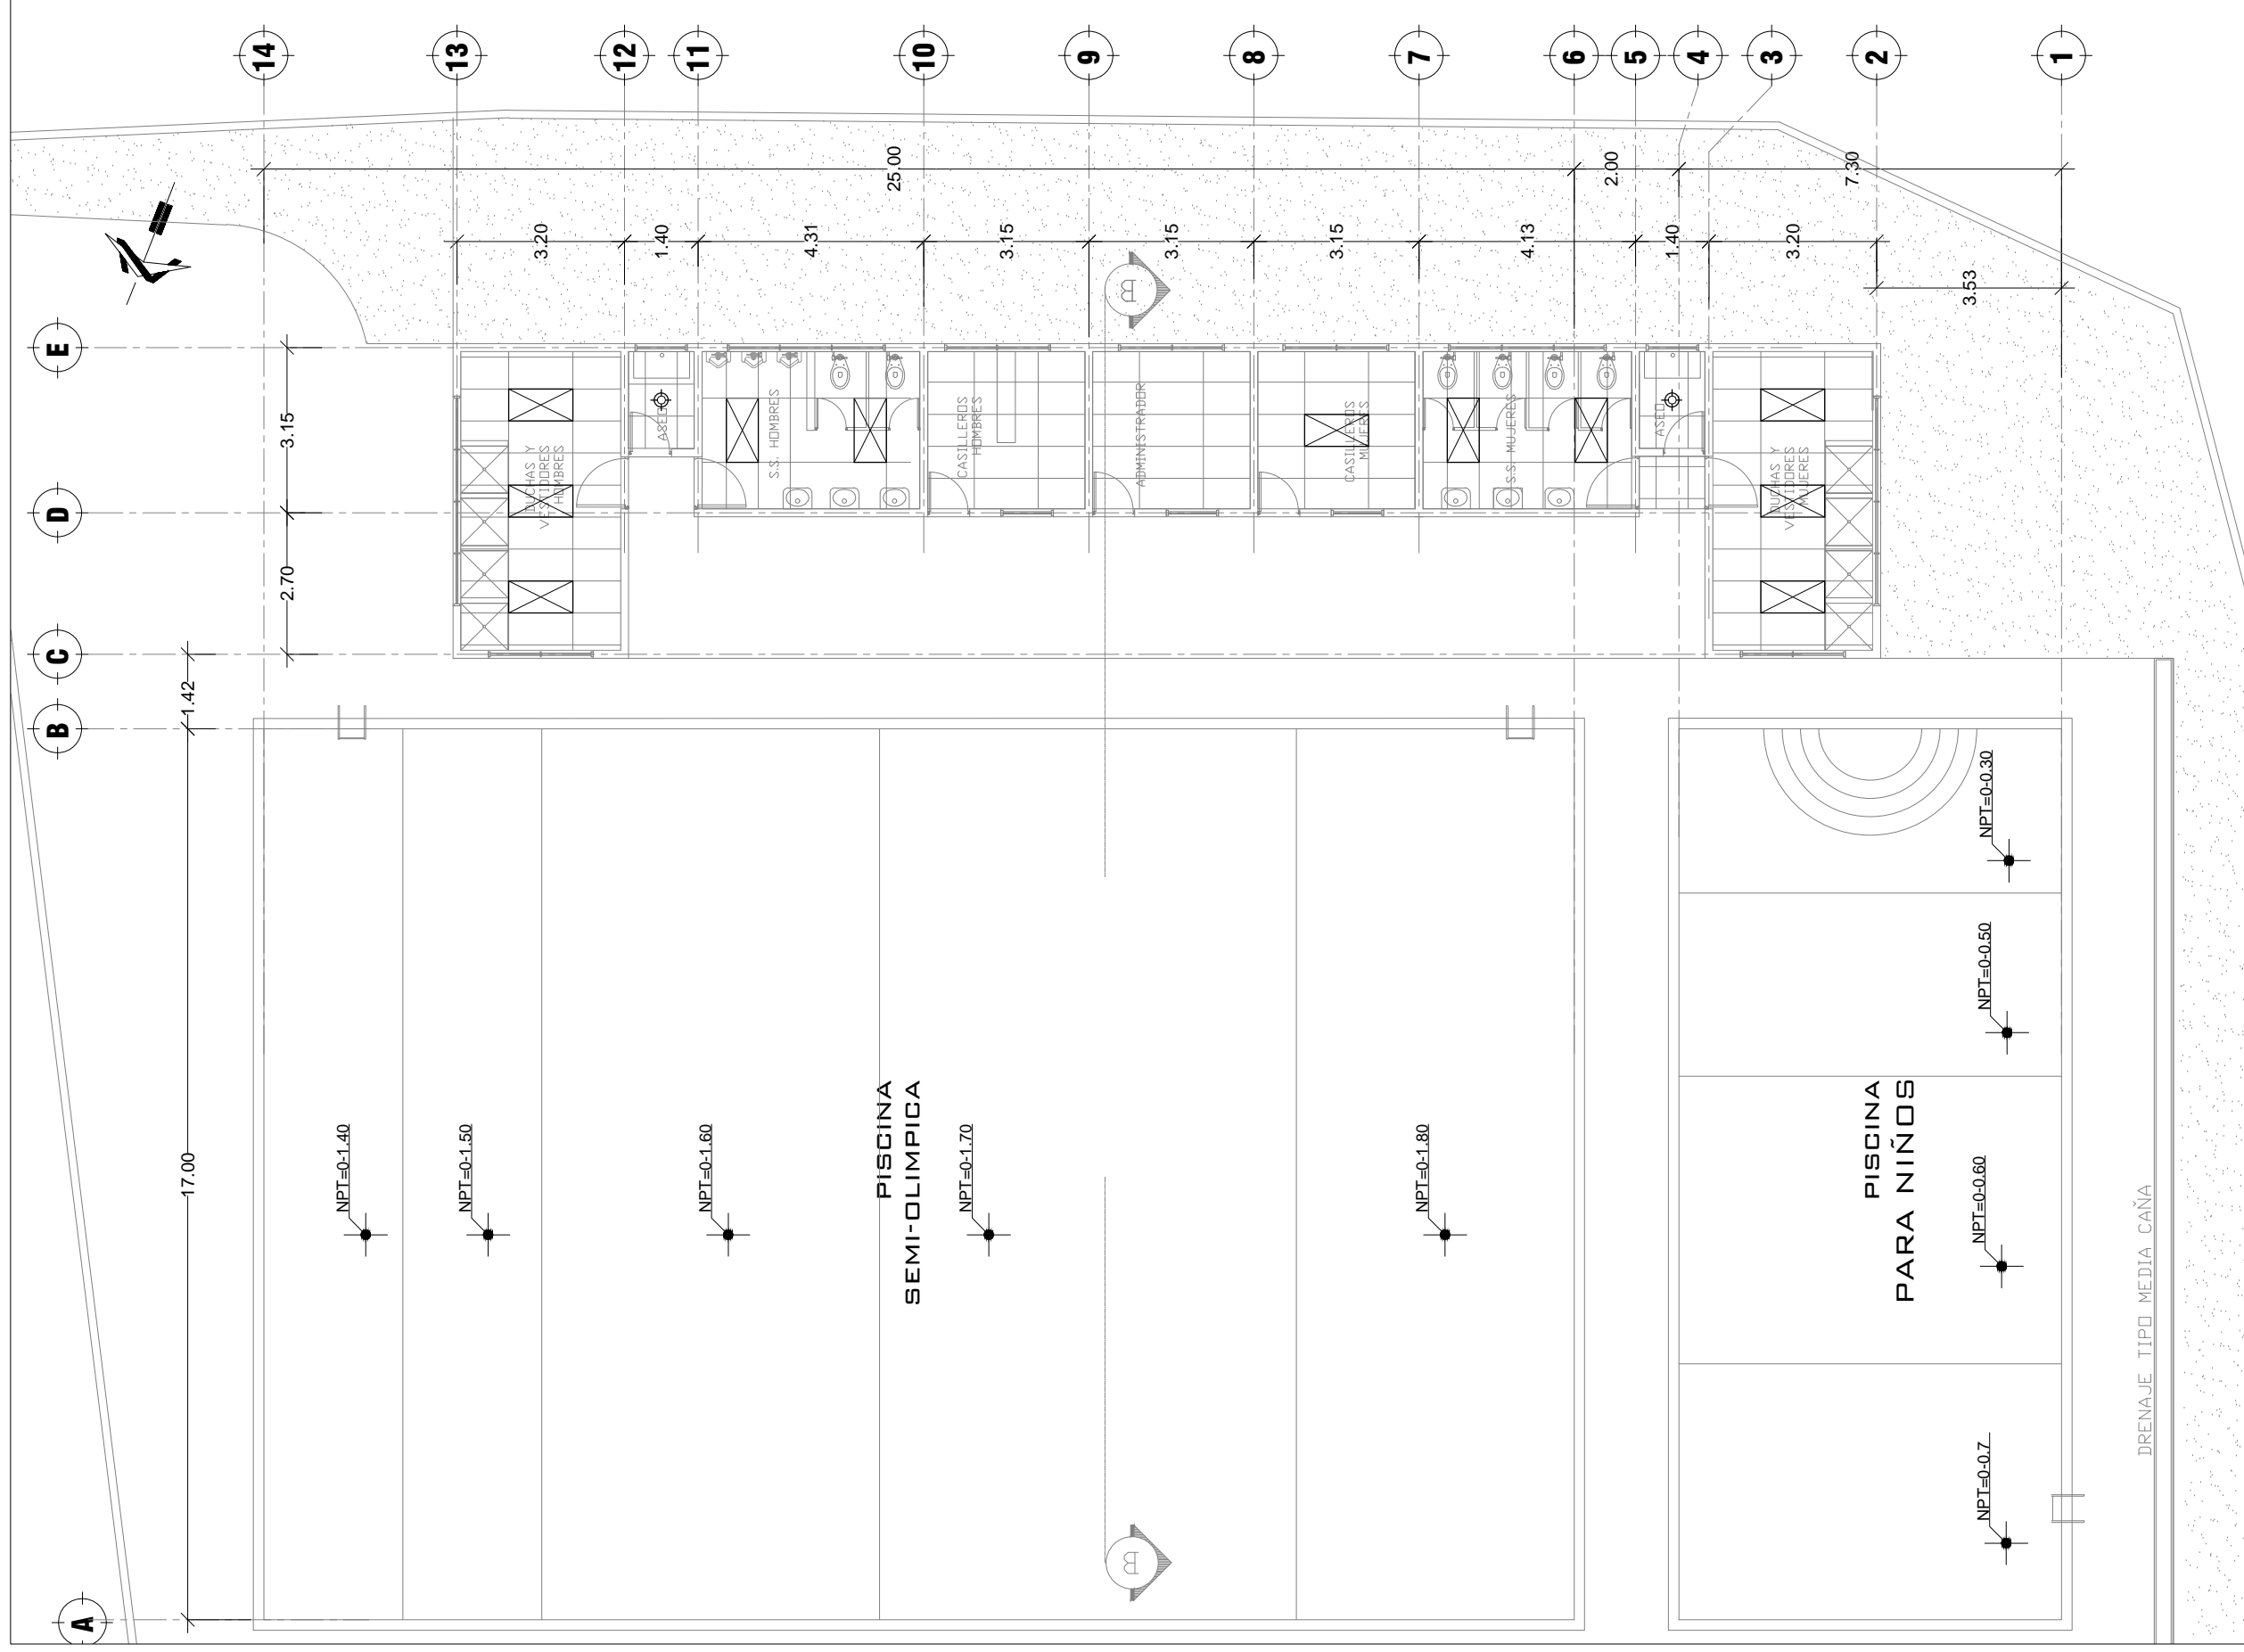 14
13
12
11
10
9
8
7
6
5
4
3
2
1
E
D
C
B
A
25.00
2.00
7.30
3.20
1.40
4.31
3.15
3.15
3.15
4.13
1.40
3.20
3.53
3.15
2.70
1.42
17.00
B
DUCHAS Y
VESTIDORES
HOMBRES
ASEO
S.S. HOMBRES
CASILLEROS
HOMBRES
ADMINISTRADOR
CASILLEROS
MUJERES
S.S. MUJERES
ASEO
DUCHAS Y
VESTIDORES
MUJERES
NPT=0-1.40
NPT=0-1.50
NPT=0-1.60
PISCINA
SEMI-OLIMPICA
NPT=0-1.70
NPT=0-1.80
B
NPT=0-0.30
NPT=0-0.50
PISCINA
PARA NIÑOS
NPT=0-0.60
NPT=0-0.7
DRENAJE TIPO MEDIA CAÑA